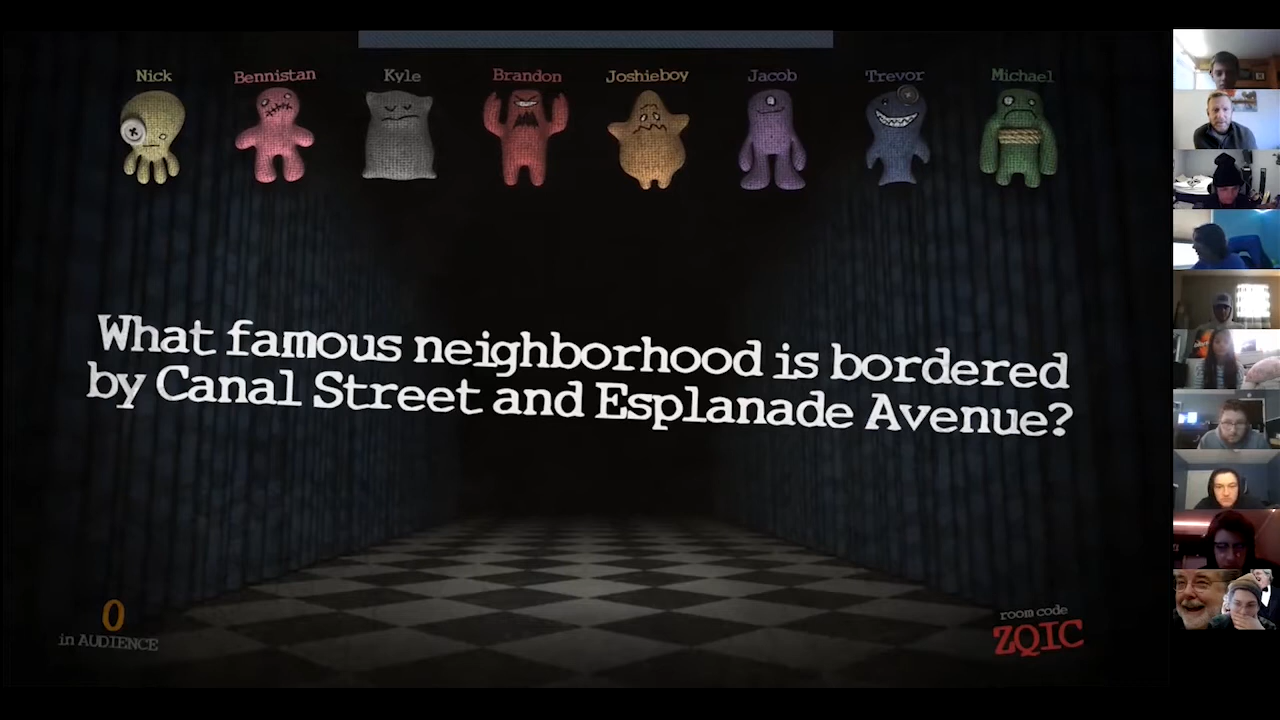 Nick
Bennistan
Kyle
Brandon
Joshieboy
Jacob
Trevor
Michael
What famous neighborhood is bordered
by Canal Street and Esplanade Avenue?
0
in AUDIENCE
room code
ZQIC